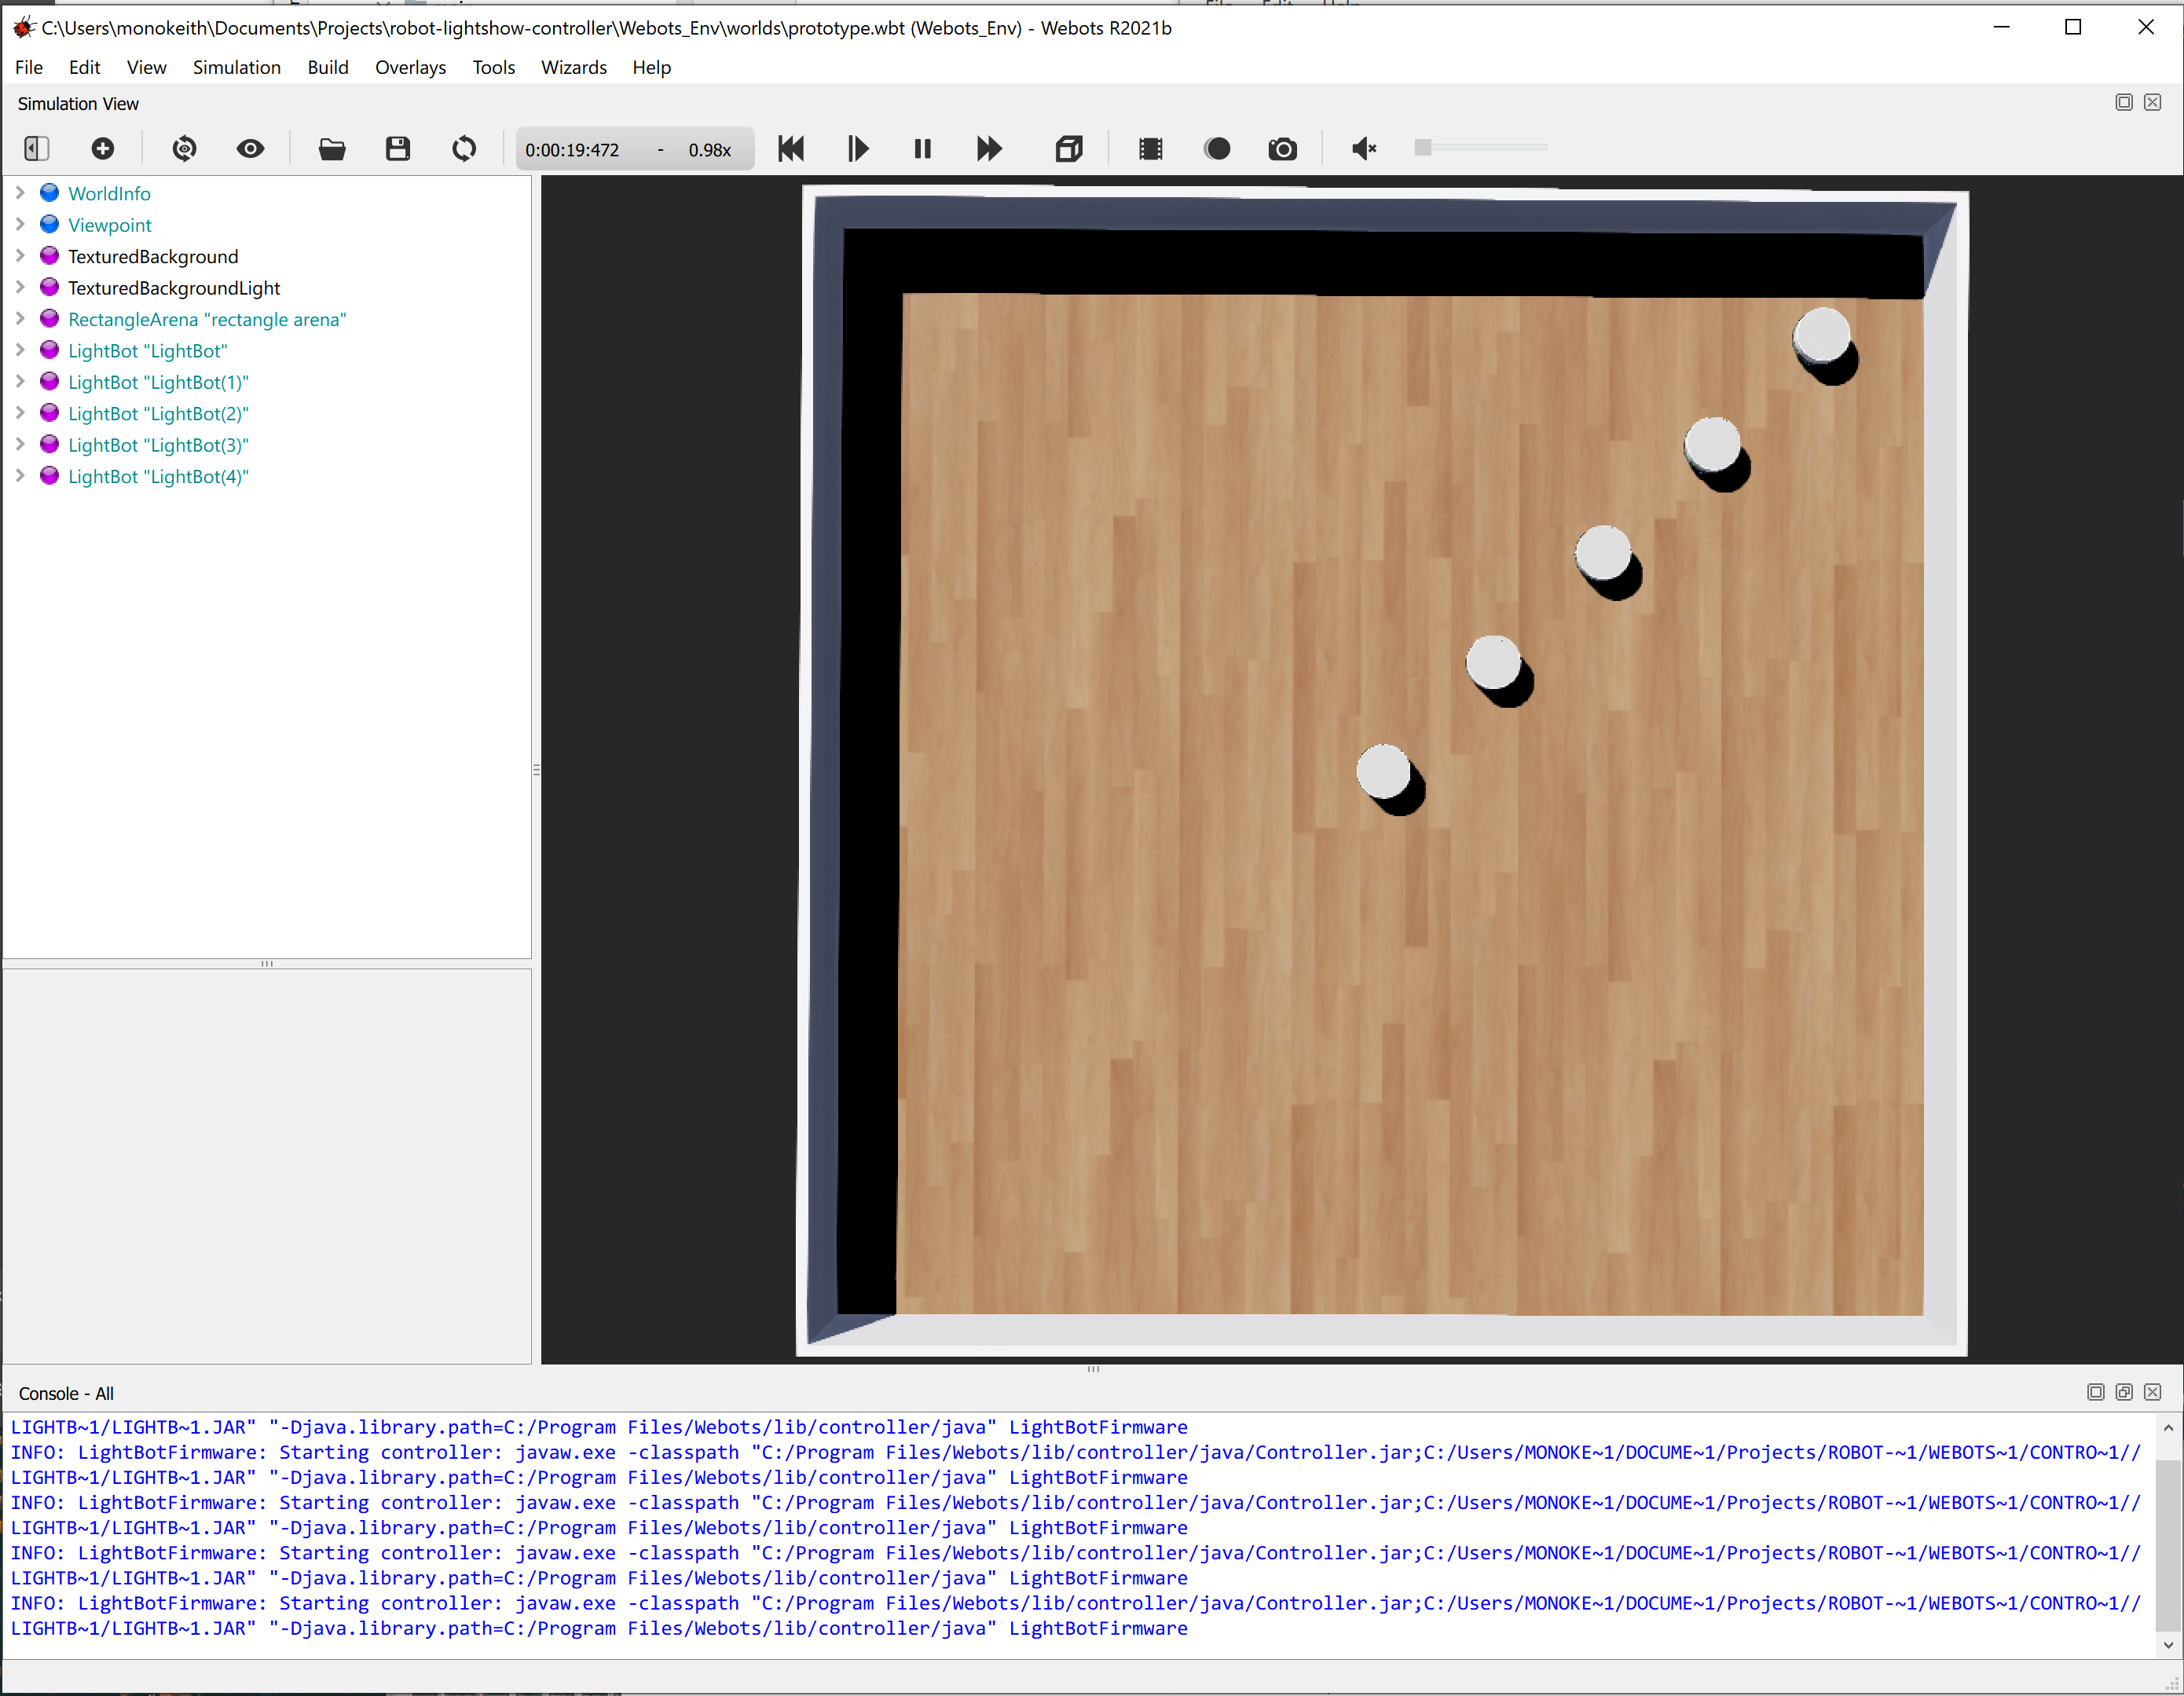 C:\Users\monokeith\Documents\Projects\robot-lightshow-controller\Webots_Env\worlds\prototype.wbt (Webots_Env) - Webots R2021b
File Edit View Simulation Build Overlays Tools Wizards Help
Simulation View
0:00:19:472 - 0.98x
WorldInfo
Viewpoint
TexturedBackground
TexturedBackgroundLight
RectangleArena "rectangle arena"
LightBot "LightBot"
LightBot "LightBot(1)"
LightBot "LightBot(2)"
LightBot "LightBot(3)"
LightBot "LightBot(4)"
Console - All
LIGHTB~1/LIGHTB~1.JAR" "-Djava.library.path=C:/Program Files/Webots/lib/controller/java" LightBotFirmware
INFO: LightBotFirmware: Starting controller: javaw.exe -classpath "C:/Program Files/Webots/lib/controller/java/Controller.jar;C:/Users/MONOKE~1/DOCUME~1/Projects/ROBOT-~1/WEBOTS~1/CONTRO~1//
LIGHTB~1/LIGHTB~1.JAR" "-Djava.library.path=C:/Program Files/Webots/lib/controller/java" LightBotFirmware
INFO: LightBotFirmware: Starting controller: javaw.exe -classpath "C:/Program Files/Webots/lib/controller/java/Controller.jar;C:/Users/MONOKE~1/DOCUME~1/Projects/ROBOT-~1/WEBOTS~1/CONTRO~1//
LIGHTB~1/LIGHTB~1.JAR" "-Djava.library.path=C:/Program Files/Webots/lib/controller/java" LightBotFirmware
INFO: LightBotFirmware: Starting controller: javaw.exe -classpath "C:/Program Files/Webots/lib/controller/java/Controller.jar;C:/Users/MONOKE~1/DOCUME~1/Projects/ROBOT-~1/WEBOTS~1/CONTRO~1//
LIGHTB~1/LIGHTB~1.JAR" "-Djava.library.path=C:/Program Files/Webots/lib/controller/java" LightBotFirmware
INFO: LightBotFirmware: Starting controller: javaw.exe -classpath "C:/Program Files/Webots/lib/controller/java/Controller.jar;C:/Users/MONOKE~1/DOCUME~1/Projects/ROBOT-~1/WEBOTS~1/CONTRO~1//
LIGHTB~1/LIGHTB~1.JAR" "-Djava.library.path=C:/Program Files/Webots/lib/controller/java" LightBotFirmware